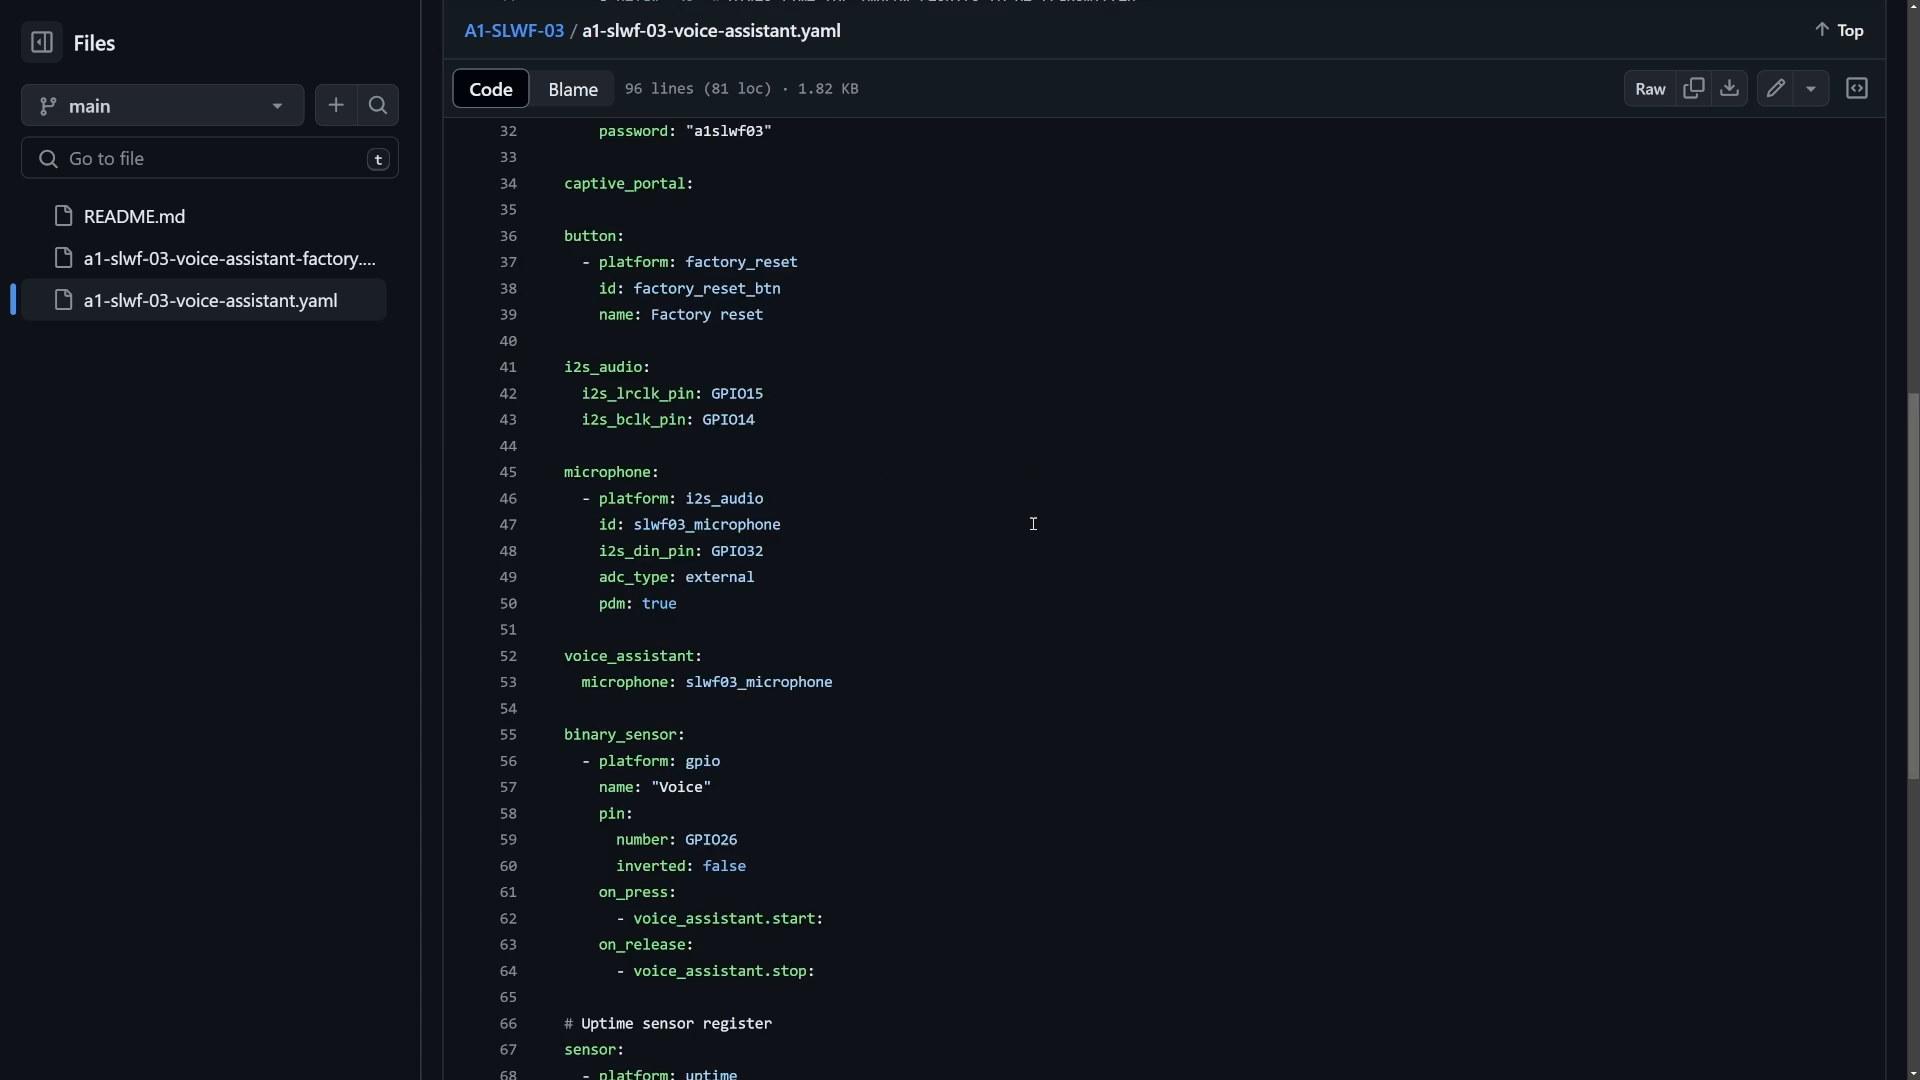 Files
main
Go to file
t
README.md
a1-slwf-03-voice-assistant-factory....
a1-slwf-03-voice-assistant.yaml
A1-SLWF-03 / a1-slwf-03-voice-assistant.yaml
Top
Code Blame 96 lines (81 loc) · 1.82 KB
Raw
32 password: "a1slwf03"
33
34 captive_portal:
35
36 button:
37 - platform: factory_reset
38 id: factory_reset_btn
39 name: Factory reset
40
41 i2s_audio:
42 i2s_lrclk_pin: GPIO15
43 i2s_bclk_pin: GPIO14
44
45 microphone:
46 - platform: i2s_audio
47 id: slwf03_microphone
48 i2s_din_pin: GPIO32
49 adc_type: external
50 pdm: true
51
52 voice_assistant:
53 microphone: slwf03_microphone
54
55 binary_sensor:
56 - platform: gpio
57 name: "Voice"
58 pin:
59 number: GPIO26
60 inverted: false
61 on_press:
62 - voice_assistant.start:
63 on_release:
64 - voice_assistant.stop:
65
66 # Uptime sensor register
67 sensor:
68 - platform: uptime